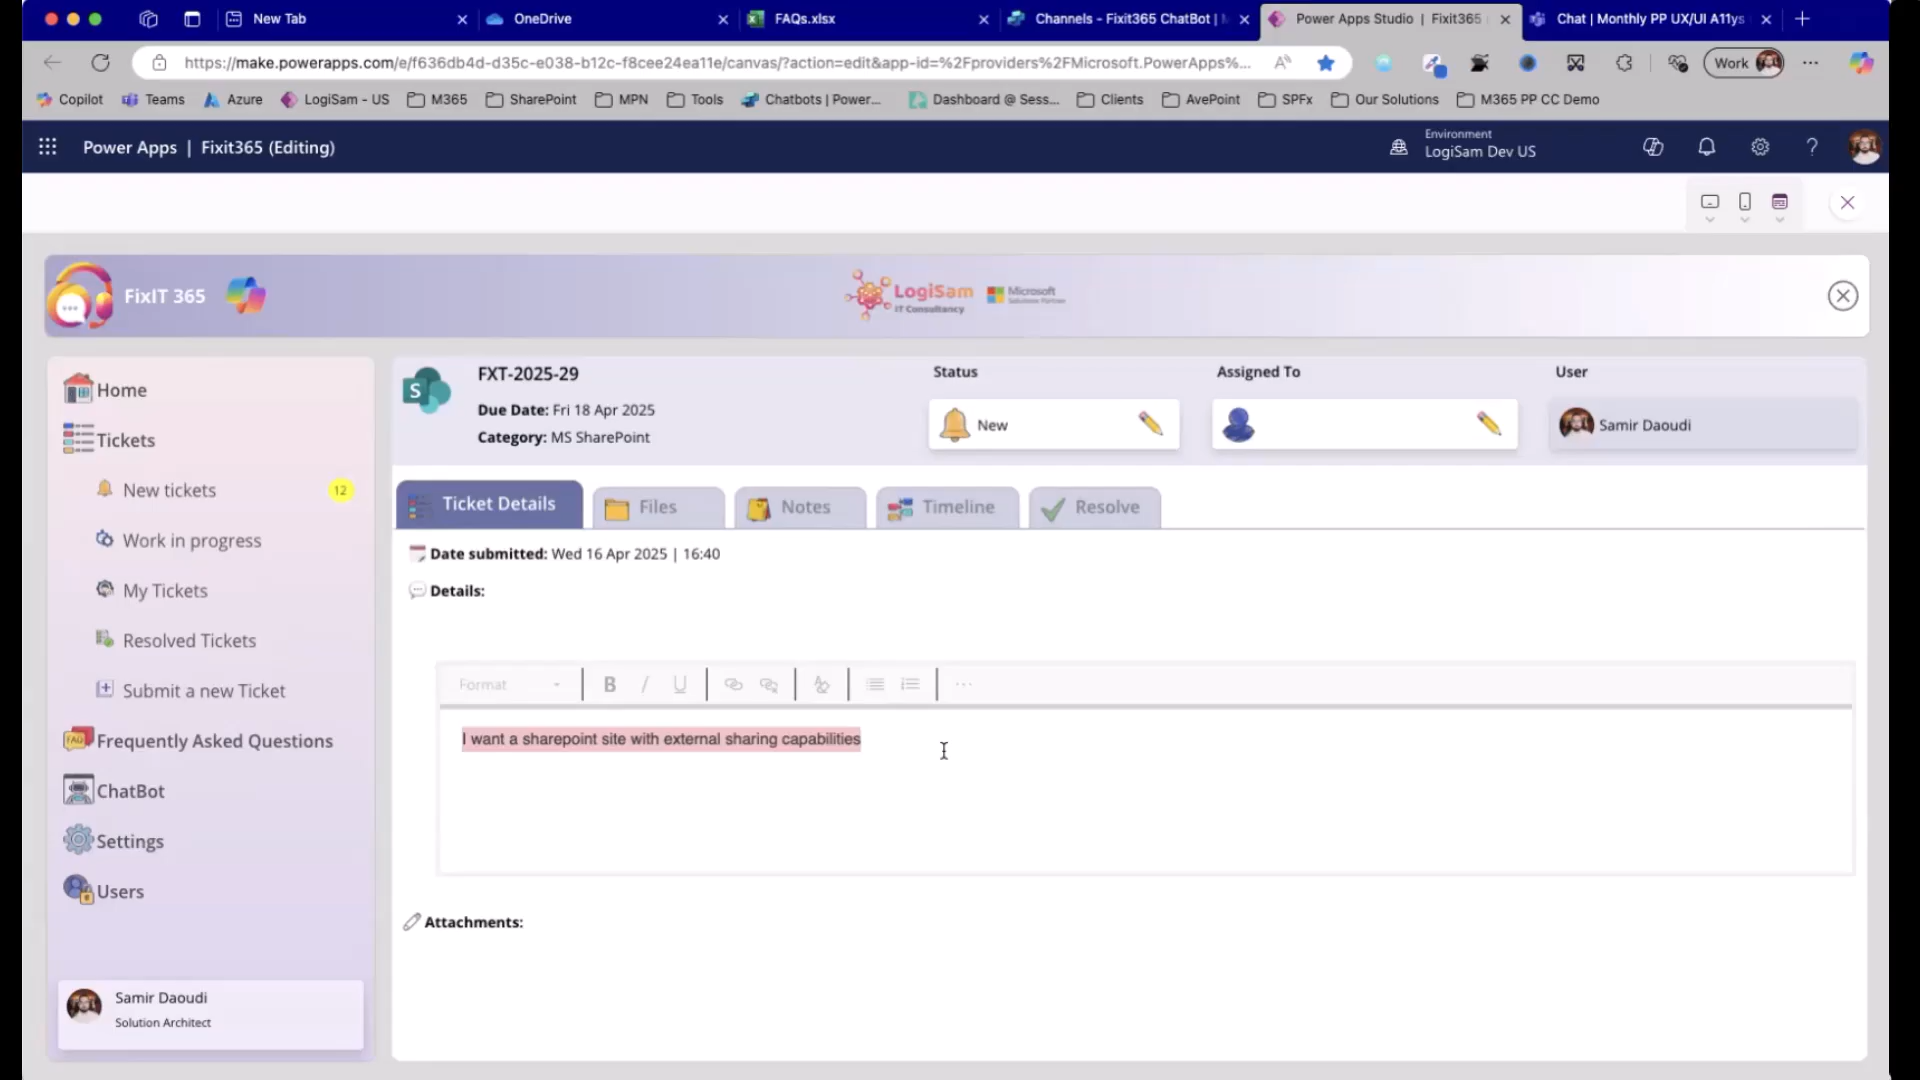 New Tab
OneDrive
FAQs.xlsx
Channels - Fixit365 ChatBot |
Power Apps Studio | Fixit365
Chat | Monthly PP UX/UI A11ys
https://make.powerapps.com/e/f636db4d-d35c-e038-b12c-f8cee24ea11e/canvas/?action=edit&app-id=%2Fproviders%2FMicrosoft.PowerApps%...
Work
Copilot
Teams
Azure
LogiSam - US
M365
SharePoint
MPN
Tools
Chatbots | Power...
Dashboard @ Sess...
Clients
AvePoint
SPFx
Our Solutions
M365 PP CC Demo
Power Apps | Fixit365 (Editing)
Environment
LogiSam Dev US
FixIT 365
LogiSam
IT Consultancy
Microsoft
Solutions Partner
Home
Tickets
New tickets
12
Work in progress
My Tickets
Resolved Tickets
Submit a new Ticket
FAQ
Frequently Asked Questions
ChatBot
Settings
Users
Samir Daoudi
Solution Architect
S
FXT-2025-29
Due Date: Fri 18 Apr 2025
Category: MS SharePoint
Status
New
Assigned To
User
Samir Daoudi
Ticket Details
Files
Notes
Timeline
Resolve
Date submitted: Wed 16 Apr 2025 | 16:40
Details:
Format
B
I
U
I want a sharepoint site with external sharing capabilities
Attachments: